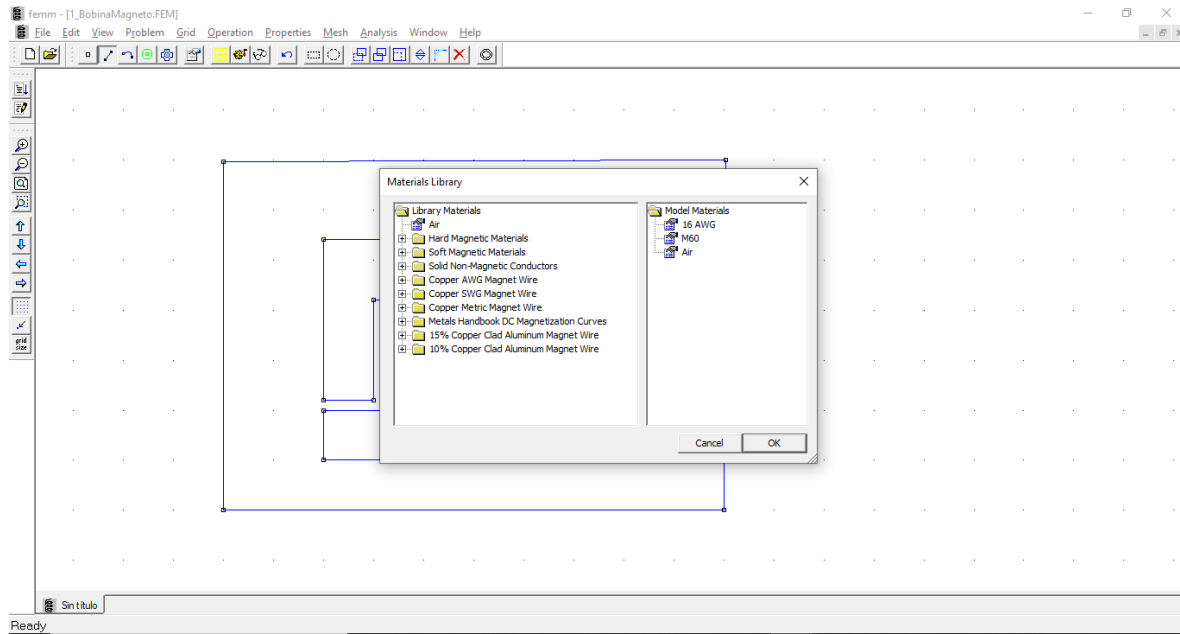 femm - [1_BobinaMagneto.FEM]
File Edit View Problem Grid Operation Properties Mesh Analysis Window Help
Materials Library
Library Materials
Air
Hard Magnetic Materials
Soft Magnetic Materials
Solid Non-Magnetic Conductors
Copper AWG Magnet Wire
Copper SWG Magnet Wire
Copper Metric Magnet Wire
Metals Handbook DC Magnetization Curves
15% Copper Clad Aluminum Magnet Wire
10% Copper Clad Aluminum Magnet Wire
Model Materials
16 AWG
M60
Air
Cancel OK
grid
size
Sin título
Ready